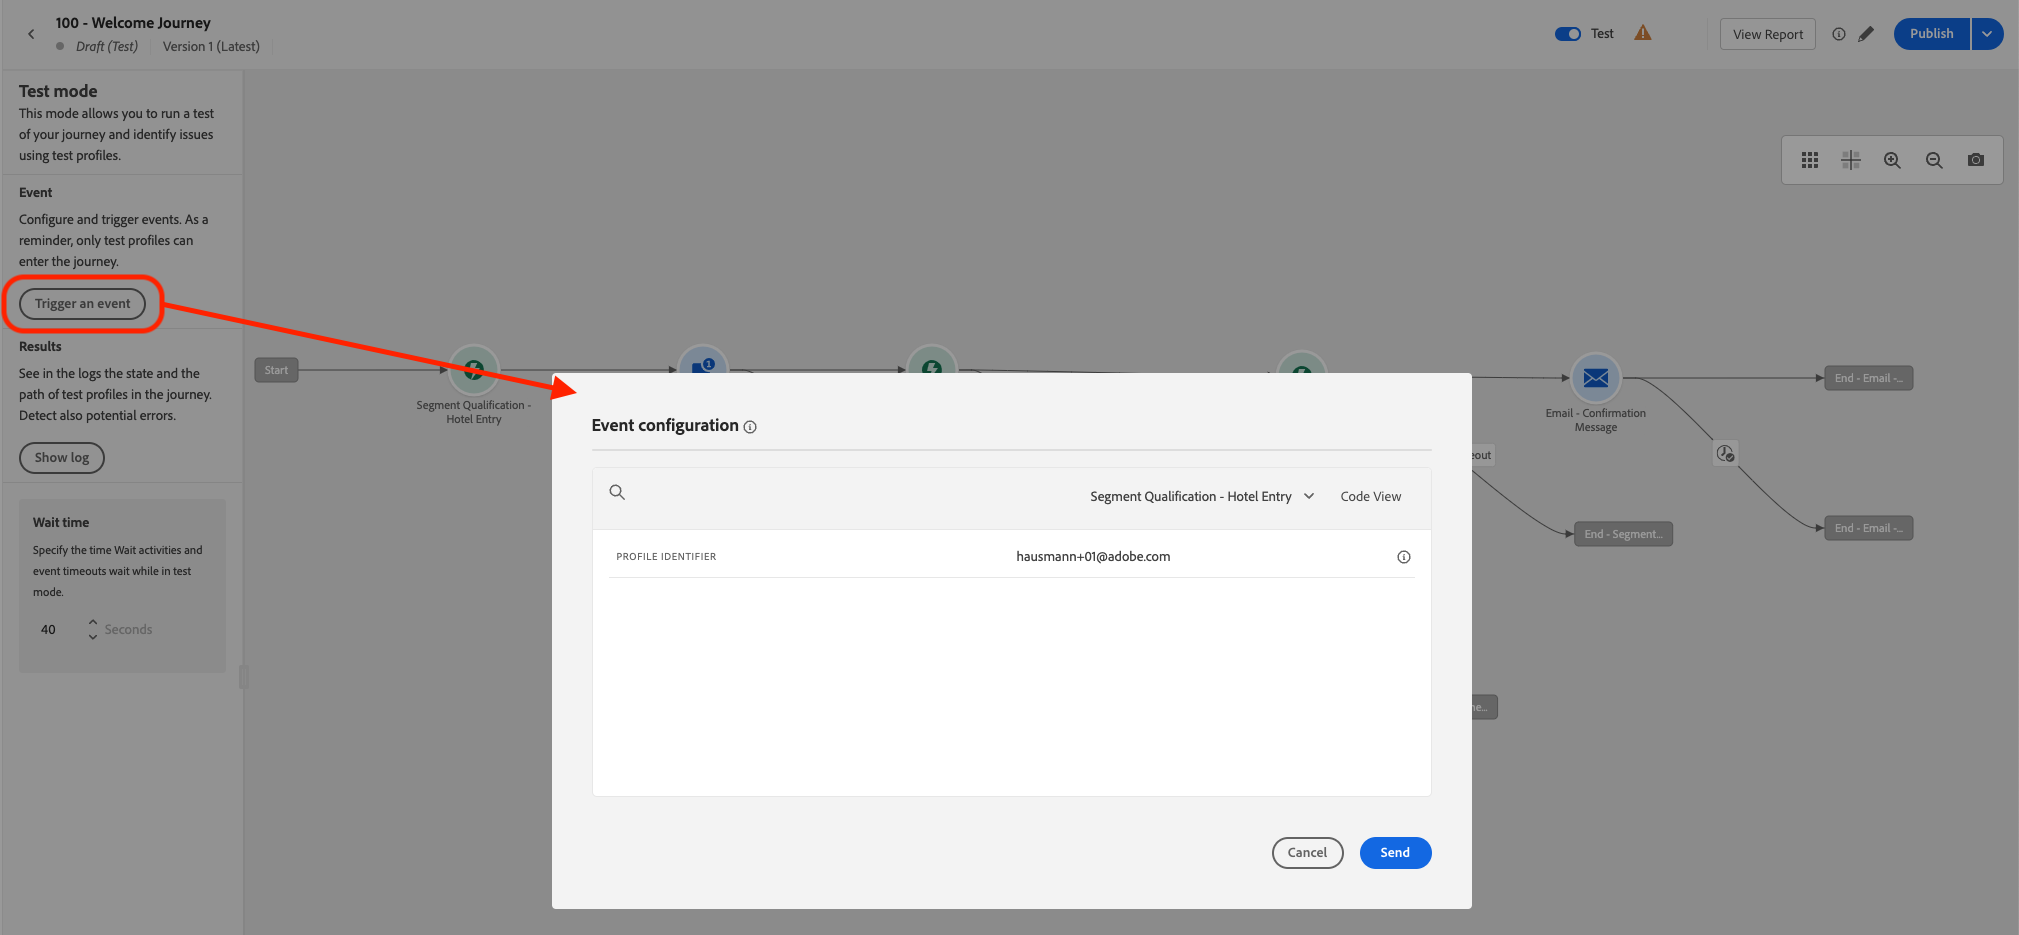 100 - Welcome Journey
Draft (Test)
Version 1 (Latest)
Test
View Report
Publish
Test mode
This mode allows you to run a test
of your journey and identify issues
using test profiles.
Event
Configure and trigger events. As a
reminder, only test profiles can
enter the journey.
Trigger an event
Results
See in the logs the state and the
path of test profiles in the journey.
Detect also potential errors.
Show log
Wait time
Specify the time Wait activities and
event timeouts wait while in test
mode.
40
Seconds
Start
Segment Qualification -
Hotel Entry
1
Email - Confirmation
Message
End - Email -...
eout
End - Segment...
End - Email -...
ne...
Event configuration
Segment Qualification - Hotel Entry
Code View
PROFILE IDENTIFIER
hausmann+01@adobe.com
Cancel
Send